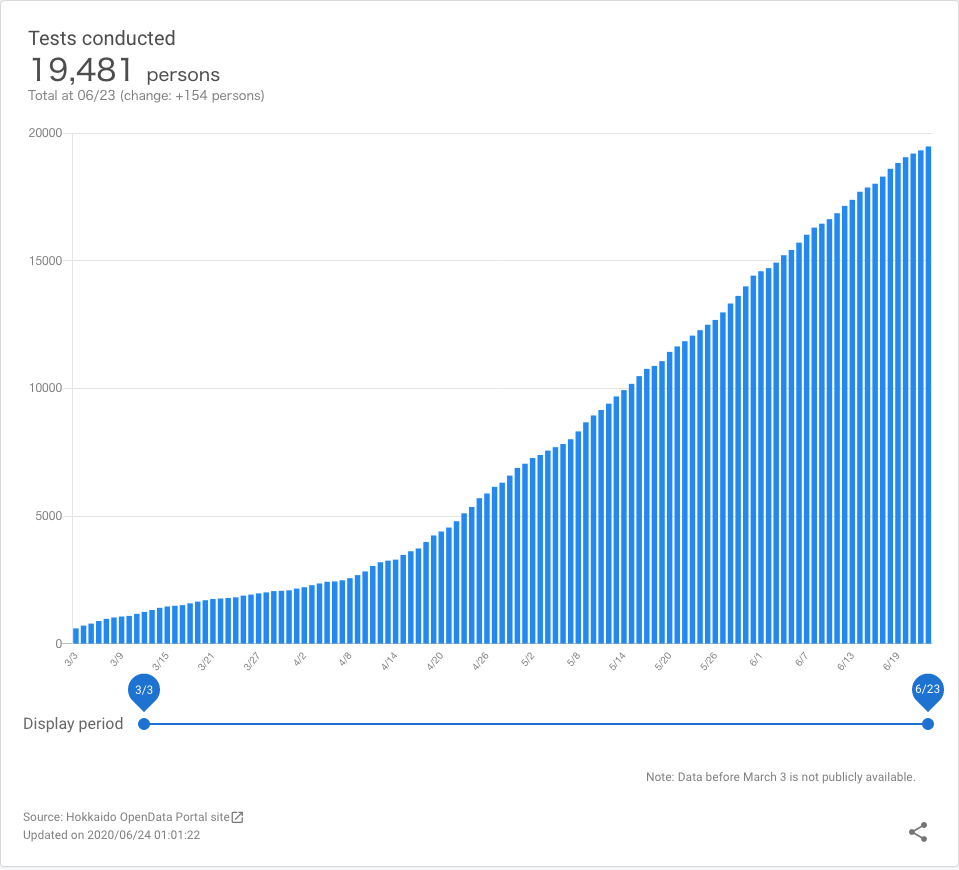 Tests conducted
19,481 persons
Total at 06/23 (change: +154 persons)
20000
15000
10000
5000
0
3/3 3/9 3/15 3/21 3/27 4/2 4/8 4/14 4/20 4/26 5/2 5/8 5/14 5/20 5/26 6/1 6/7 6/13 6/19
3/3 6/23
Display period
Note: Data before March 3 is not publicly available.
Source: Hokkaido OpenData Portal site
Updated on 2020/06/24 01:01:22